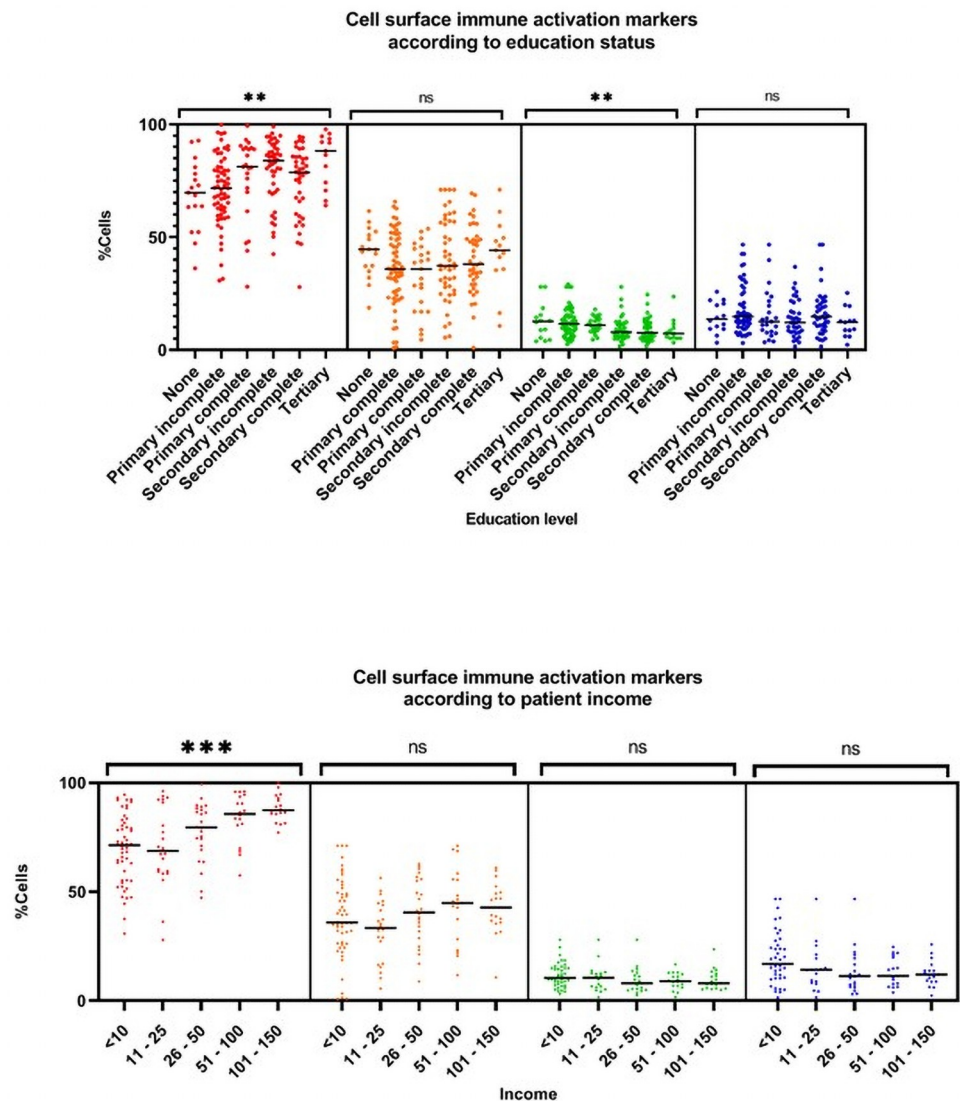 Cell surface immune activation markers
according to education status
** ns ** ns
100
50
0
%Cells
None Primary incomplete Primary complete Secondary incomplete Secondary complete Tertiary
None Primary complete Primary complete Secondary incomplete Secondary complete Tertiary
None Primary incomplete Primary complete Secondary incomplete Secondary complete Tertiary
None Primary incomplete Primary complete Secondary incomplete Secondary complete Tertiary
Education level
Cell surface immune activation markers
according to patient income
*** ns ns ns
100
50
0
%Cells
<10 11 - 25 26 - 50 51 - 100 101 - 150
<10 11 - 25 26 - 50 51 - 100 101 - 150
<10 11 - 25 26 - 50 51 - 100 101 - 150
<10 11 - 25 26 - 50 51 - 100 101 - 150
Income